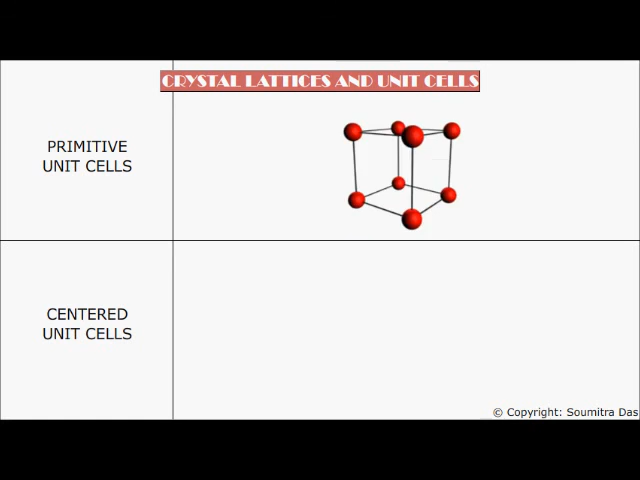 CRYSTAL LATTICES AND UNIT CELLS
PRIMITIVE
UNIT CELLS
CENTERED
UNIT CELLS
© Copyright: Soumitra Das